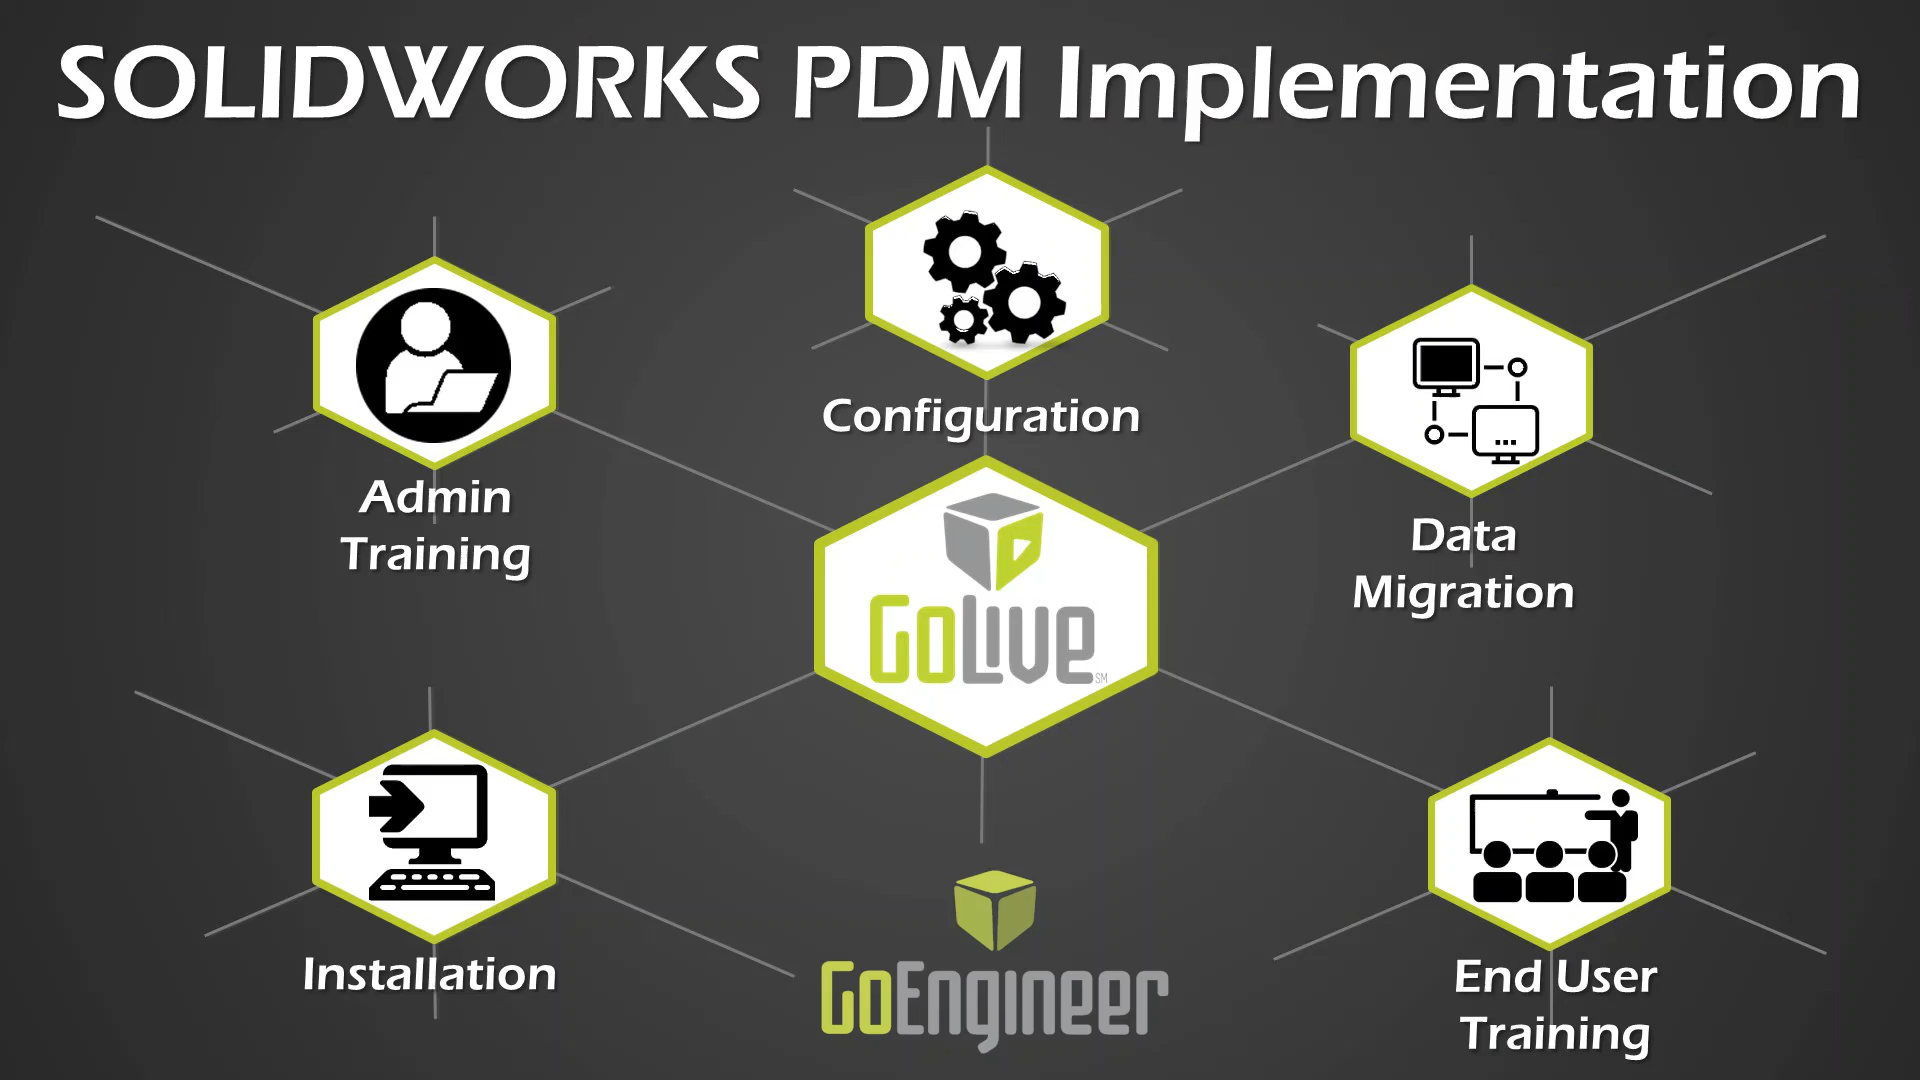 SOLIDWORKS PDM Implementation
Configuration
Admin
Training
Data
Migration
GoLive SM
Installation
End User
Training
GoEngineer